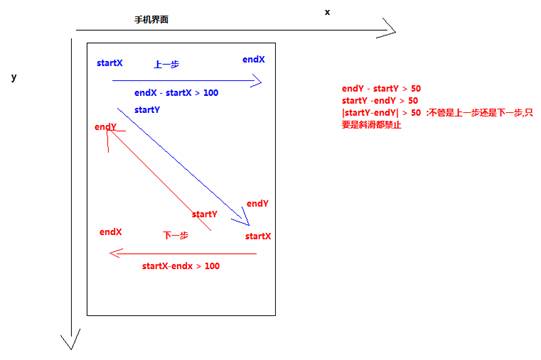 手机界面
x
y
startX
上一步
endX
endX - startX > 100
startY
endY
endY
startY
endX
下一步
startX
startX-endx > 100
endY - startY > 50
startY -endY > 50
|startY-endY| > 50 :不管是上一步还是下一步,只
要是斜滑都禁止